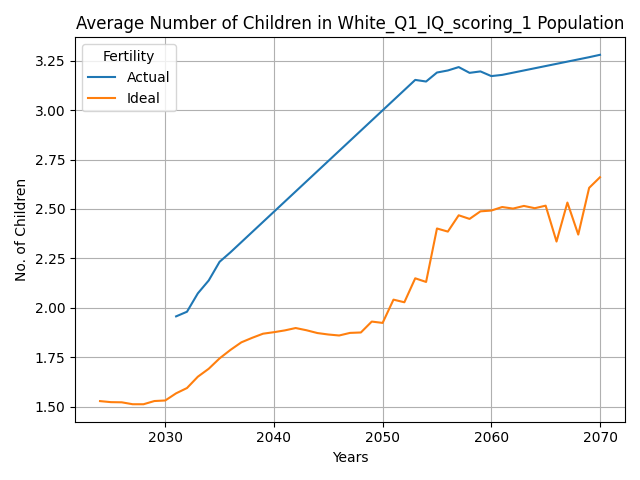 Average Number of Children in White_Q1_IQ_scoring_1 Population
Fertility
Actual
Ideal
3.25
3.00
2.75
2.50
2.25
2.00
1.75
1.50
No. of Children
2030
2040
2050
2060
2070
Years